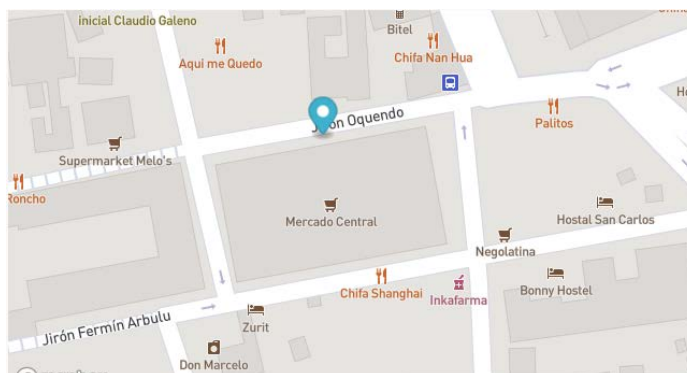 inicial Claudio Galeno
Bitel
Aqui me Quedo
Chifa Nan Hua
Jirón Oquendo
Palitos
Supermarket Melo's
Roncho
Mercado Central
Hostal San Carlos
Negolatina
Chifa Shanghai
Inkafarma
Bonny Hostel
Jirón Fermín Arbulu
Zurit
Don Marcelo